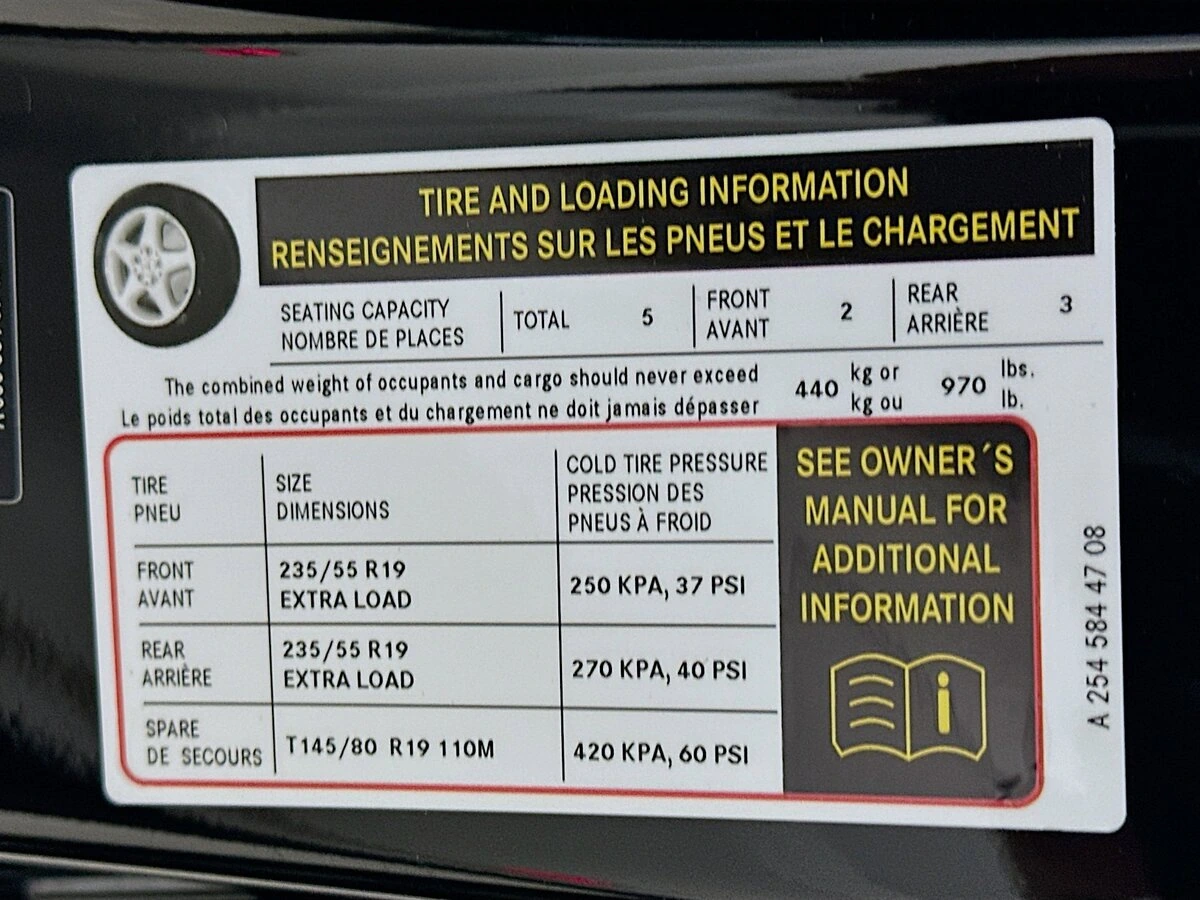 TIRE AND LOADING INFORMATION
RENSEIGNEMENTS SUR LES PNEUS ET LE CHARGEMENT
SEATING CAPACITY
NOMBRE DE PLACES
TOTAL 5
FRONT
AVANT
2
REAR
ARRIÈRE
3
The combined weight of occupants and cargo should never exceed
Le poids total des occupants et du chargement ne doit jamais dépasser
440
kg or
kg ou
970
lbs.
lb.
TIRE
PNEU
SIZE
DIMENSIONS
COLD TIRE PRESSURE
PRESSION DES
PNEUS À FROID
FRONT
AVANT
235/55 R19
EXTRA LOAD
250 KPA, 37 PSI
REAR
ARRIÈRE
235/55 R19
EXTRA LOAD
270 KPA, 40 PSI
SPARE
DE SECOURS
T145/80 R19 110M
420 KPA, 60 PSI
SEE OWNER´S
MANUAL FOR
ADDITIONAL
INFORMATION
i
A 254 584 47 08